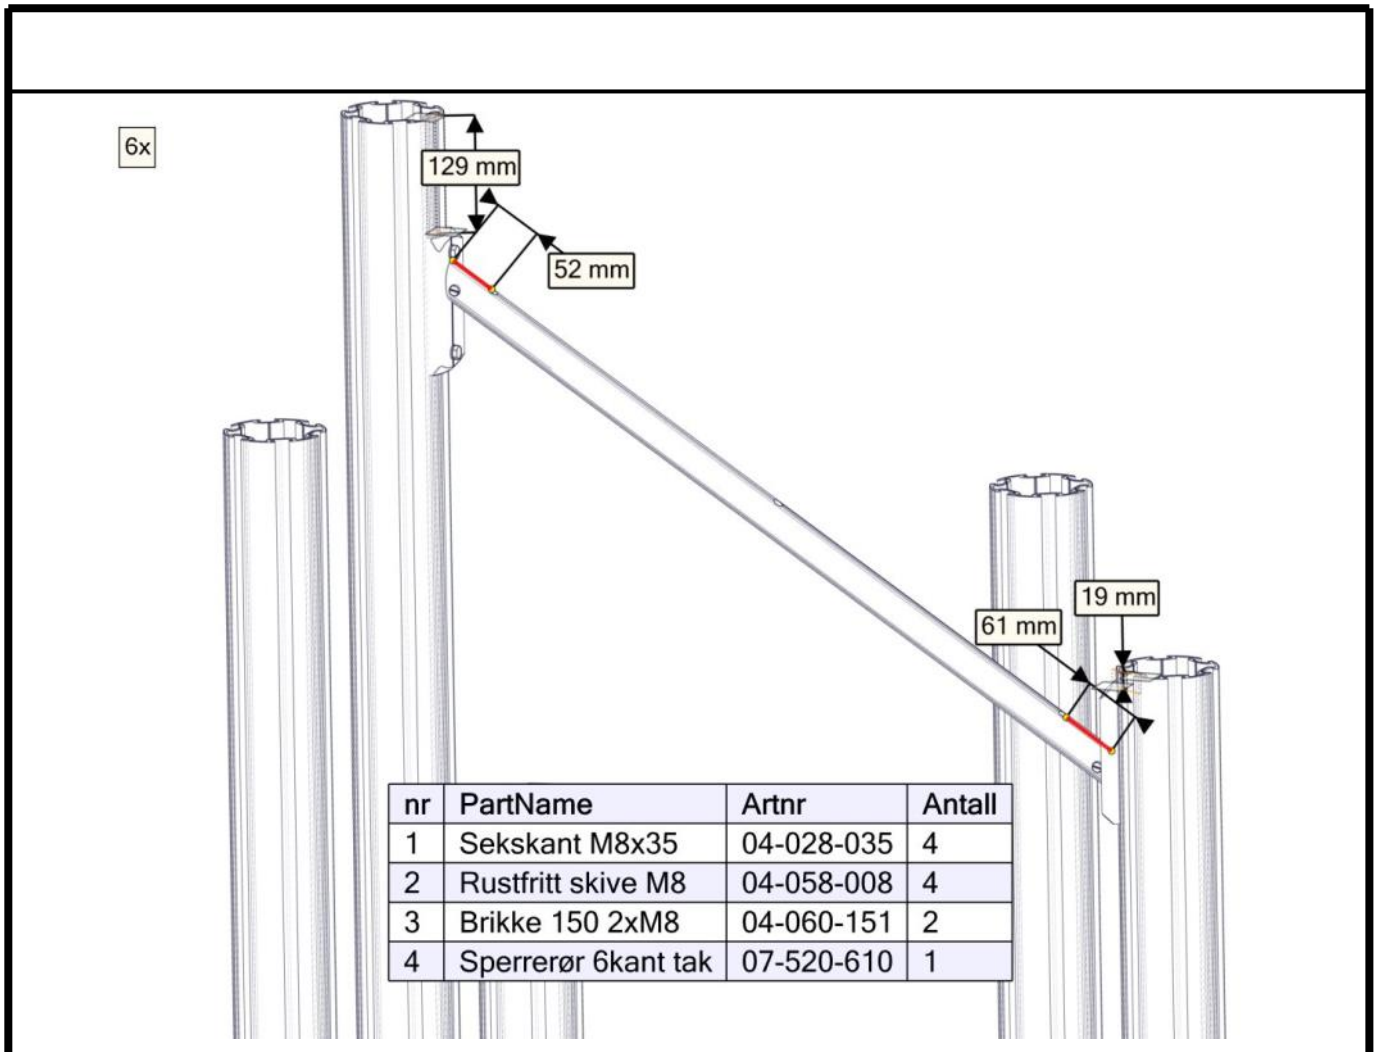 6x
129 mm
52 mm
19 mm
61 mm
nr PartName Artnr Antall
1 Sekskant M8x35 04-028-035 4
2 Rustfritt skive M8 04-058-008 4
3 Brikke 150 2xM8 04-060-151 2
4 Sperrerør 6kant tak 07-520-610 1